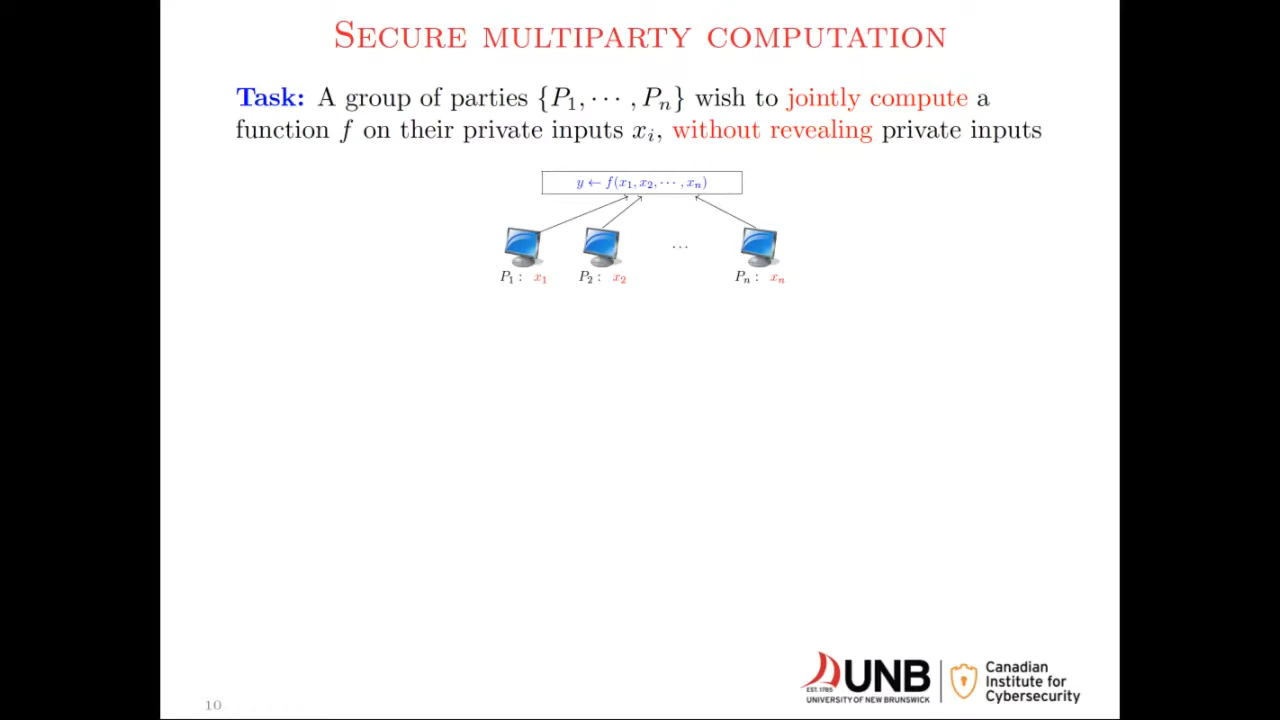 SECURE MULTIPARTY COMPUTATION
Task: A group of parties {P1, ··· , Pn} wish to jointly compute a
function f on their private inputs xi, without revealing private inputs
y ← f(x1, x2, ··· , xn)
···
P1 : x1 P2 : x2 Pn : xn
UNB
EST. 1785
UNIVERSITY OF NEW BRUNSWICK
Canadian
Institute for
Cybersecurity
10